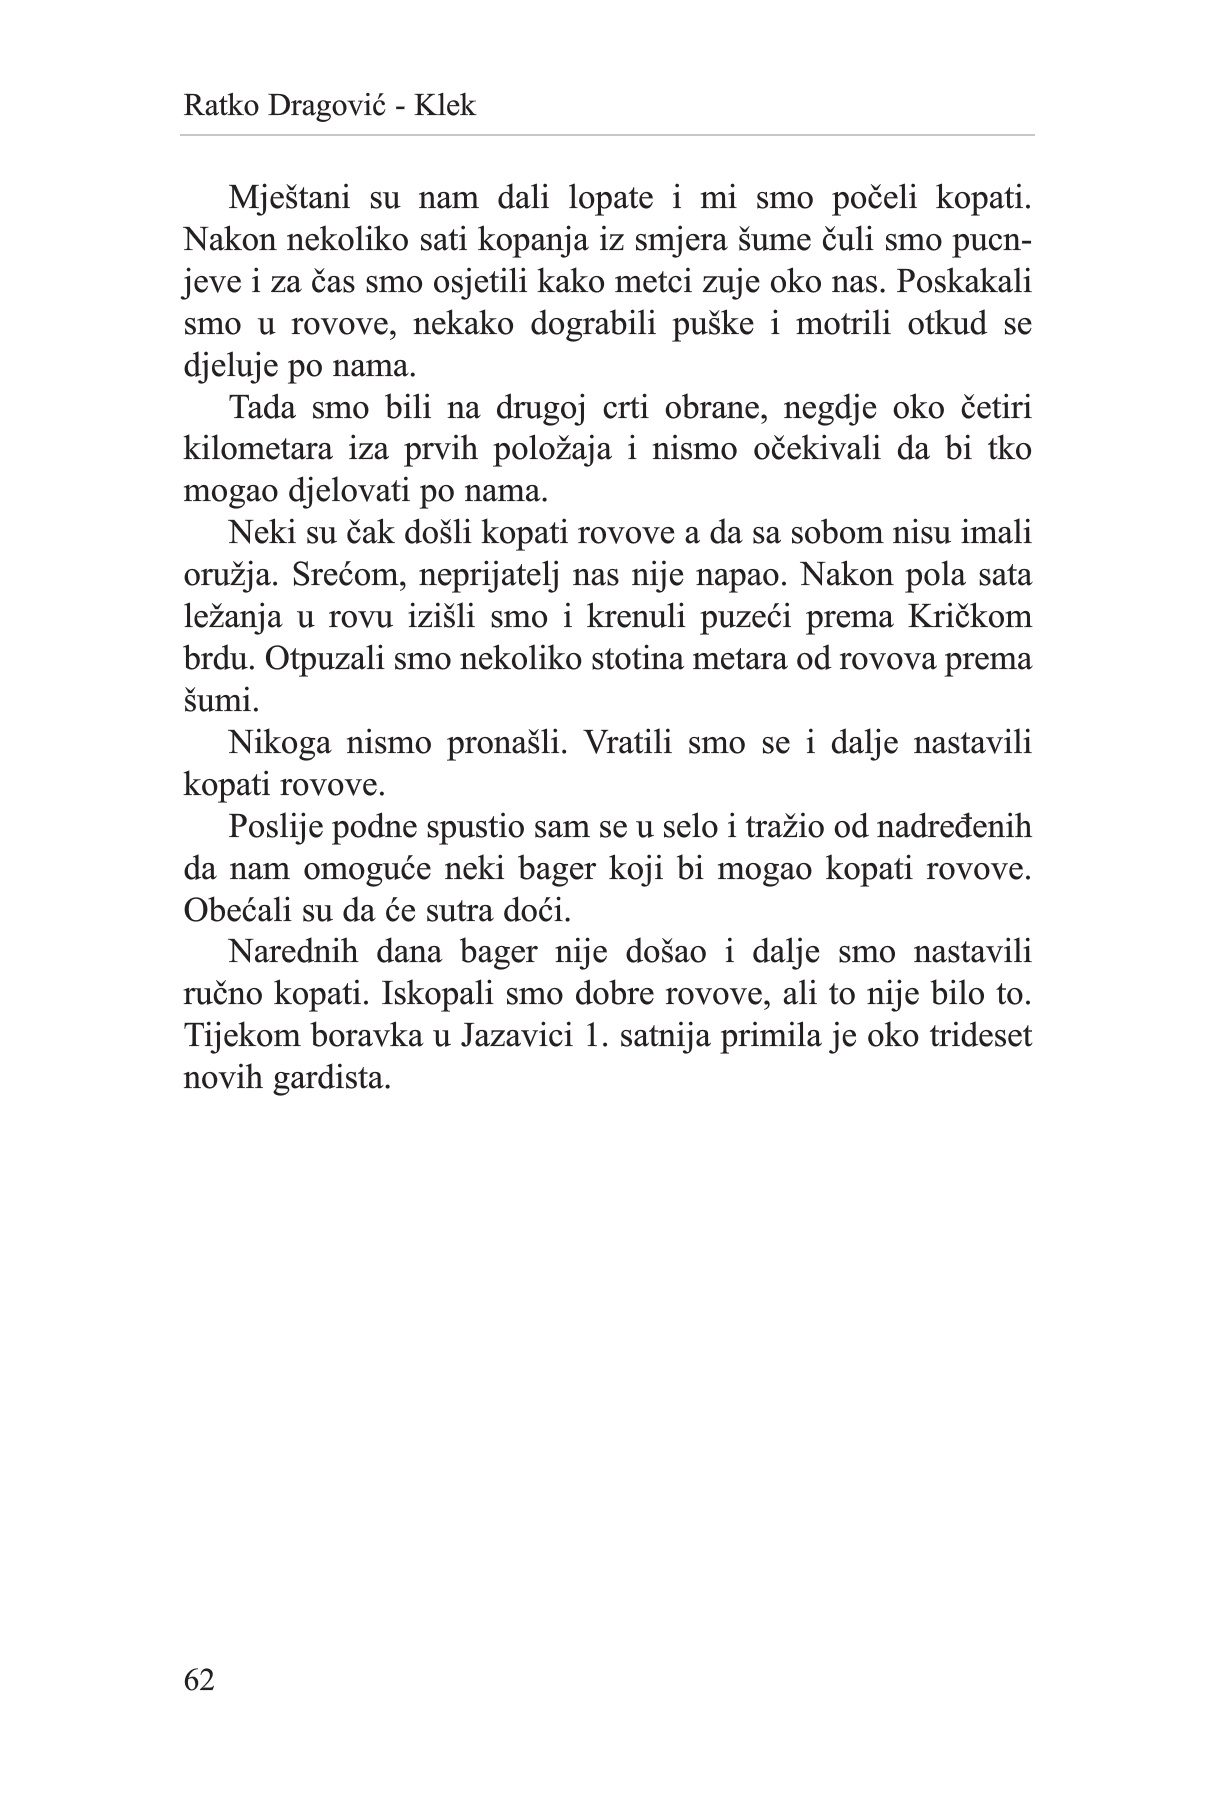 Ratko Dragović - Klek
Mještani su nam dali lopate i mi smo počeli kopati.
Nakon nekoliko sati kopanja iz smjera šume čuli smo pucn-
jeve i za čas smo osjetili kako metci zuje oko nas. Poskakali
smo u rovove, nekako dograbili puške i motrili otkud se
djeluje po nama.
Tada smo bili na drugoj crti obrane, negdje oko četiri
kilometara iza prvih položaja i nismo očekivali da bi tko
mogao djelovati po nama.
Neki su čak došli kopati rovove a da sa sobom nisu imali
oružja. Srećom, neprijatelj nas nije napao. Nakon pola sata
ležanja u rovu izišli smo i krenuli puzeći prema Kričkom
brdu. Otpuzali smo nekoliko stotina metara od rovova prema
šumi.
Nikoga nismo pronašli. Vratili smo se i dalje nastavili
kopati rovove.
Poslije podne spustio sam se u selo i tražio od nadređenih
da nam omoguće neki bager koji bi mogao kopati rovove.
Obećali su da će sutra doći.
Narednih dana bager nije došao i dalje smo nastavili
ručno kopati. Iskopali smo dobre rovove, ali to nije bilo to.
Tijekom boravka u Jazavici 1. satnija primila je oko trideset
novih gardista.
62